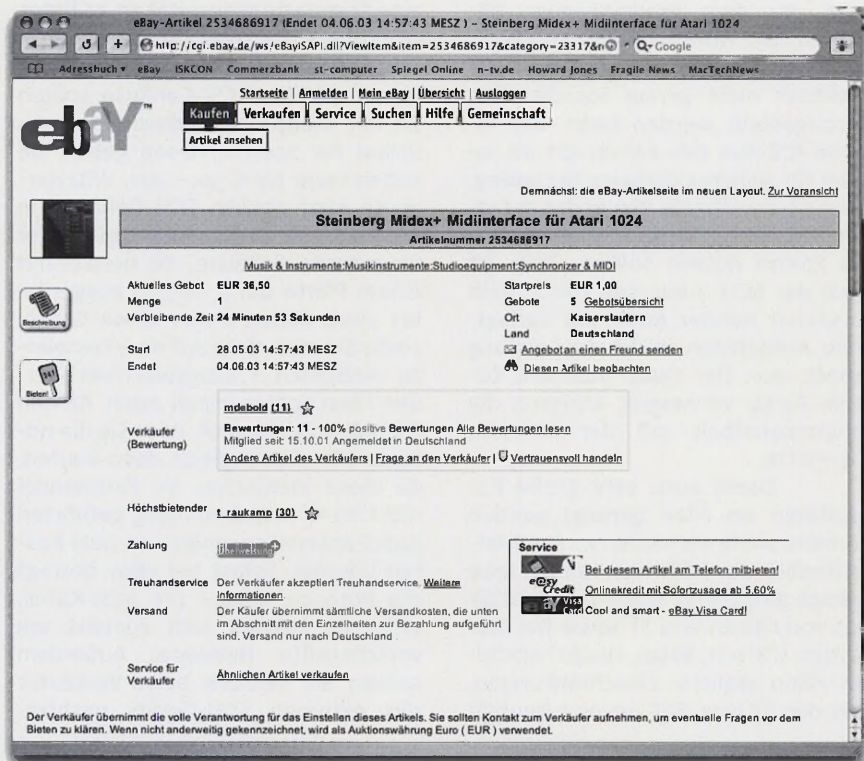 eBay-Artikel 2534686917 (Endet 04.06.03 14:57:43 MESZ ) – Steinberg Midex+ Midiinterface für Atari 1024
http://cgi.ebay.de/ws/eBayISAPI.dll?ViewItem&item=2534686917&category=23317&r
Google
Adressbuch eBay ISKCON Commerzbank st-computer Spiegel Online n-tv.de Howard Jones Fragile News MacTechNews
Startseite | Anmelden | Mein eBay | Übersicht | Ausloggen
ebY™
Kaufen Verkaufen Service Suchen Hilfe Gemeinschaft
Artikel ansehen
Demnächst: die eBay-Artikelseite im neuen Layout. Zur Voransicht
Steinberg Midex+ Midiinterface für Atari 1024
Artikelnummer 2534686917
Musik & Instrumente:Musikinstrumente:Studioequipment:Synchronizer & MIDI
Aktuelles Gebot EUR 36,50 Startpreis EUR 1,00
Menge 1 Gebote 5 Gebotsübersicht
Verbleibende Zeit 24 Minuten 53 Sekunden Ort Kaiserslautern
Land Deutschland
Beschreibung
Start 28.05.03 14:57:43 MESZ Angebot an einen Freund senden
Endet 04.06.03 14:57:43 MESZ Diesen Artikel beobachten
Bieten!
mdebold (11)
Verkäufer (Bewertung) Bewertungen: 11 - 100% positive Bewertungen Alle Bewertungen lesen
Mitglied seit: 15.10.01 Angemeldet in Deutschland
Andere Artikel des Verkäufers | Frage an den Verkäufer | Vertrauensvoll handeln
Höchstbietender t_raukamp (30)
Zahlung Überweisung
Treuhandservice Der Verkäufer akzeptiert Treuhandservice. Weitere
Informationen
Versand Der Käufer übernimmt sämtliche Versandkosten, die unten
im Abschnitt mit den Einzelheiten zur Bezahlung aufgeführt
sind. Versand nur nach Deutschland
Service für Verkäufer Ähnlichen Artikel verkaufen
Service
Bei diesem Artikel am Telefon mitbieten!
e@sy Credit Onlinekredit mit Sofortzusage ab 5.60%
Visa Card Cool and smart - eBay Visa Card!
Der Verkäufer übernimmt die volle Verantwortung für das Einstellen dieses Artikels. Sie sollten Kontakt zum Verkäufer aufnehmen, um eventuelle Fragen vor dem
Bieten zu klären. Wenn nicht anderweitig gekennzeichnet, wird als Auktionswährung Euro ( EUR ) verwendet.